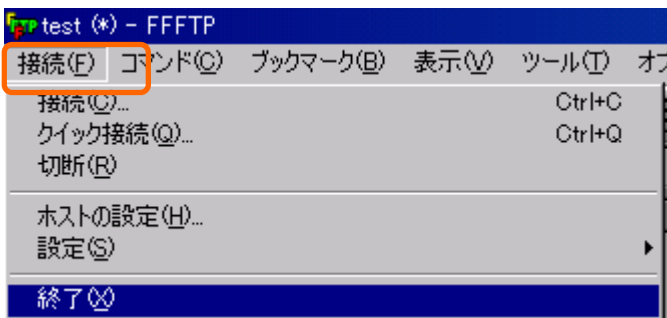 test (*) - FFFTP
接続(F) コマンド(C) ブックマーク(B) 表示(V) ツール(T) オプ
接続(C)... Ctrl+C
クイック接続(Q)... Ctrl+Q
切断(R)
ホストの設定(H)...
設定(S)
終了(X)